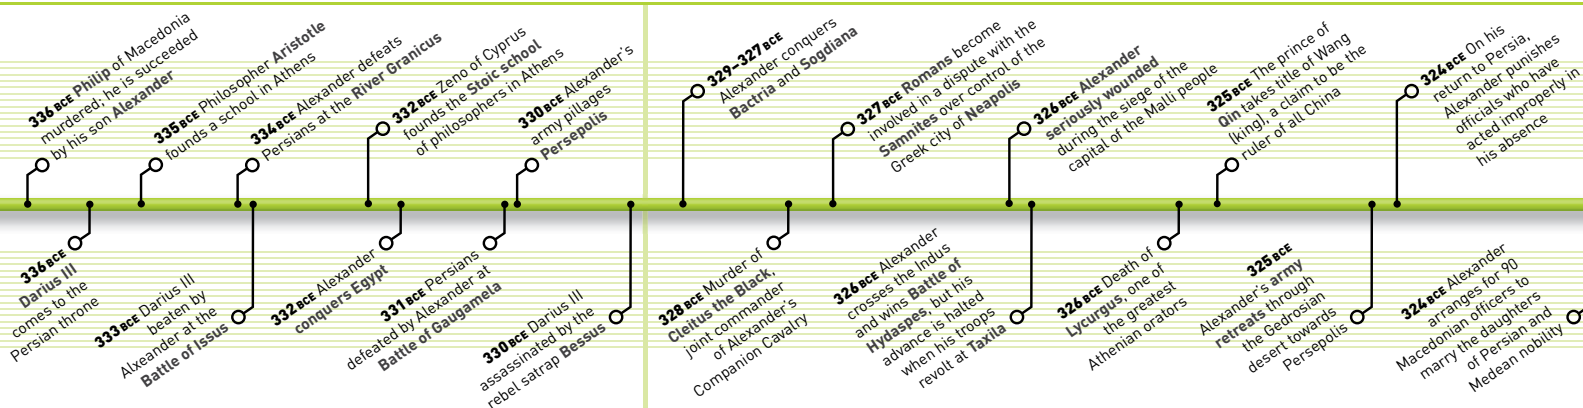 336 BCE Philip of Macedonia
murdered; he is succeeded
by his son Alexander
335 BCE Philosopher Aristotle
founds a school in Athens
334 BCE Alexander defeats
Persians at the River Granicus
332 BCE Zeno of Cyprus
founds the Stoic school
of philosophers in Athens
330 BCE Alexander's
army pillages
Persepolis
329–327 BCE
Alexander conquers
Bactria and Sogdiana
327 BCE Romans become
involved in a dispute with the
Samnites over control of the
Greek city of Neapolis
326 BCE Alexander
seriously wounded
during the siege of the
capital of the Malli people
325 BCE The prince of
Qin takes title of Wang
(king), a claim to be the
ruler of all China
324 BCE On his
return to Persia,
Alexander punishes
officials who have
acted improperly in
his absence
336 BCE
Darius III
comes to the
Persian throne
333 BCE Darius III
beaten by
Alxeander at the
Battle of Issus
332 BCE Alexander
conquers Egypt
331 BCE Persians
defeated by Alexander at
Battle of Gaugamela
330 BCE Darius III
assassinated by the
rebel satrap Bessus
328 BCE Murder of
Cleitus the Black,
joint commander
of Alexander's
Companion Cavalry
326 BCE Alexander
crosses the Indus
and wins Battle of
Hydaspes, but his
advance is halted
when his troops
revolt at Taxila
326 BCE Death of
Lycurgus, one of
the greatest
Athenian orators
325 BCE
Alexander's army
retreats through
the Gedrosian
desert towards
Persepolis
324 BCE Alexander
arranges for 90
Macedonian officers to
marry the daughters
of Persian and
Medean nobility